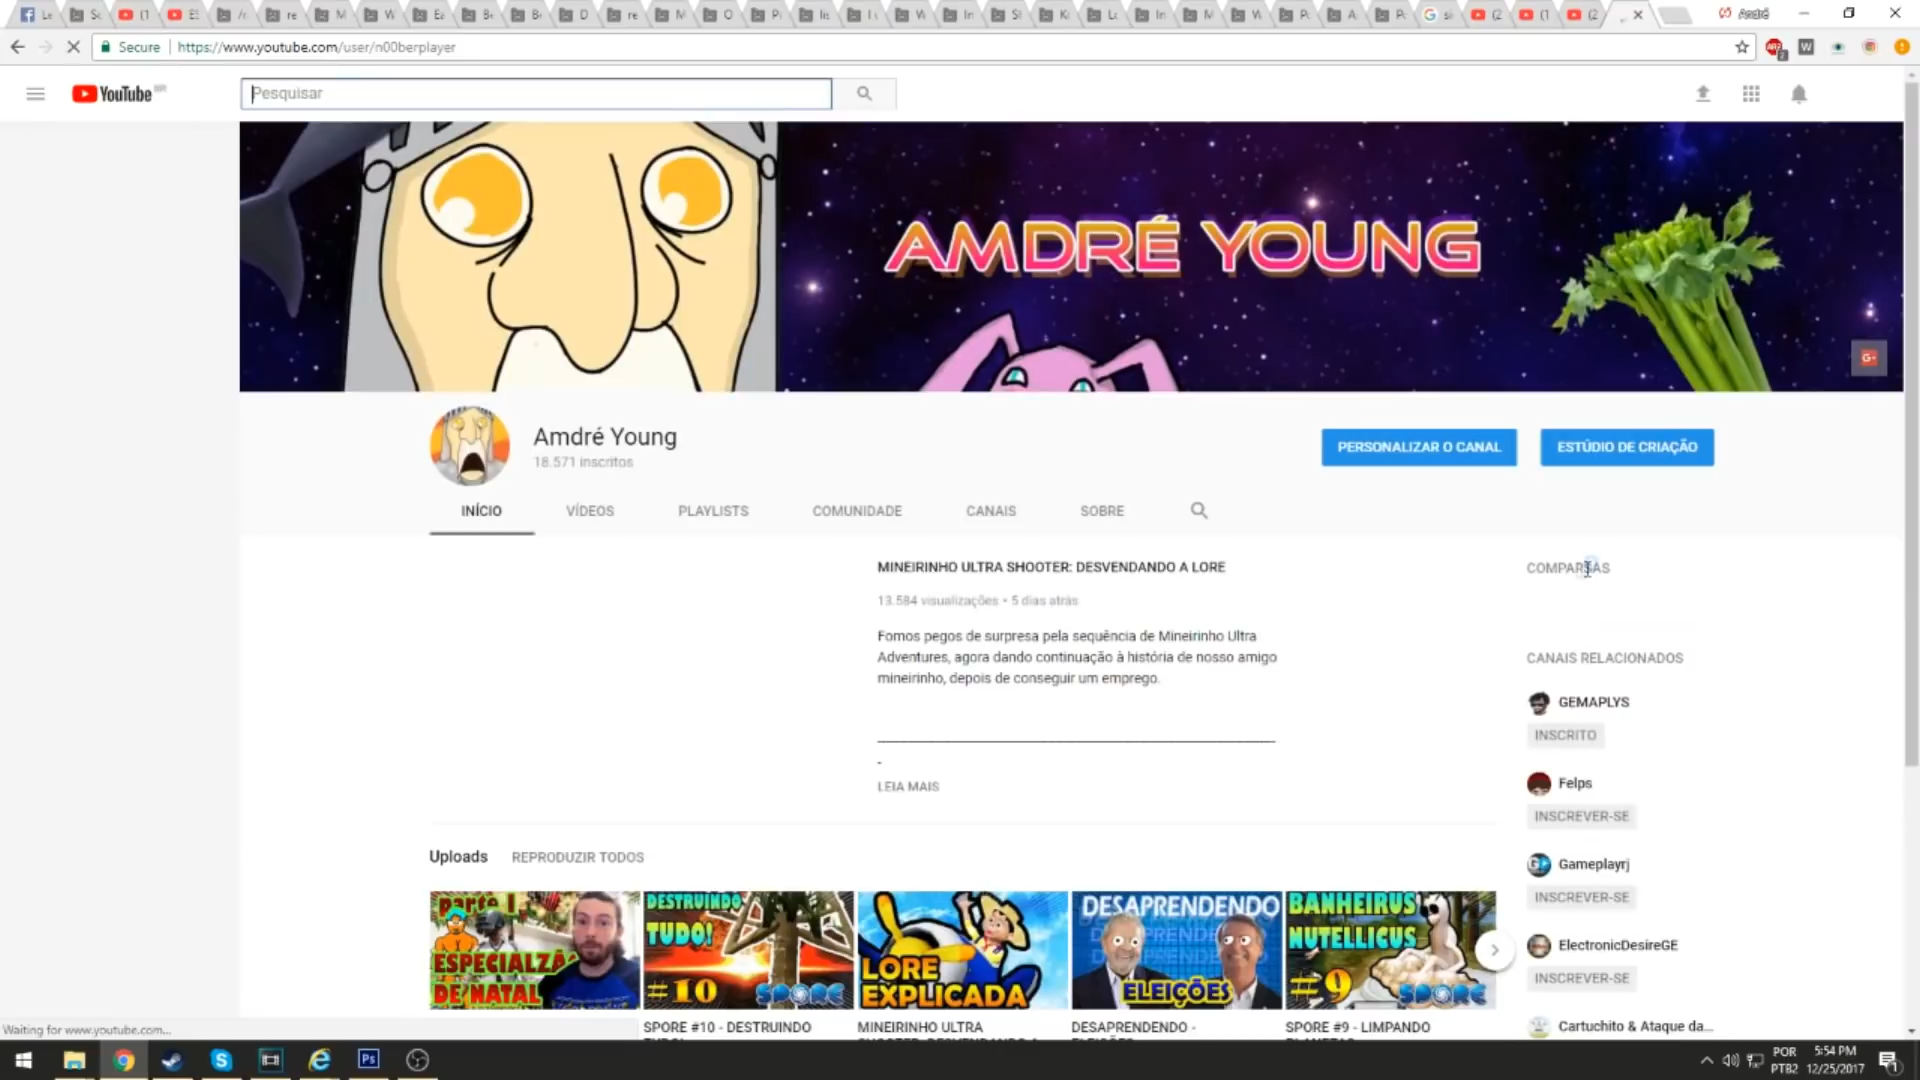 André
Secure | https://www.youtube.com/user/n00berplayer
YouTube BR
Pesquisar
AMDRÉ YOUNG
Amdré Young
18.571 inscritos
PERSONALIZAR O CANAL
ESTÚDIO DE CRIAÇÃO
INÍCIO VÍDEOS PLAYLISTS COMUNIDADE CANAIS SOBRE
MINEIRINHO ULTRA SHOOTER: DESVENDANDO A LORE
13.584 visualizações • 5 dias atrás
Fomos pegos de surpresa pela sequência de Mineirinho Ultra
Adventures, agora dando continuação à história de nosso amigo
mineirinho, depois de conseguir um emprego.
-
LEIA MAIS
COMPARSAS
CANAIS RELACIONADOS
GEMAPLYS
INSCRITO
Felps
INSCREVER-SE
Gameplayrj
INSCREVER-SE
ElectronicDesireGE
INSCREVER-SE
Cartuchito & Ataque da...
Uploads REPRODUZIR TODOS
parte 1
ESPECIALZÃO
DE NATAL
DESTRUINDO
TUDO!
#10 SPORE
LORE
EXPLICADA
DESAPRENDENDO
ELEIÇÕES
BANHEIRUS
NUTELLICUS
#9 SPORE
SPORE #10 - DESTRUINDO
MINEIRINHO ULTRA
DESAPRENDENDO -
SPORE #9 - LIMPANDO
Waiting for www.youtube.com...
Ps
POR
PTB2
5:54 PM
12/25/2017